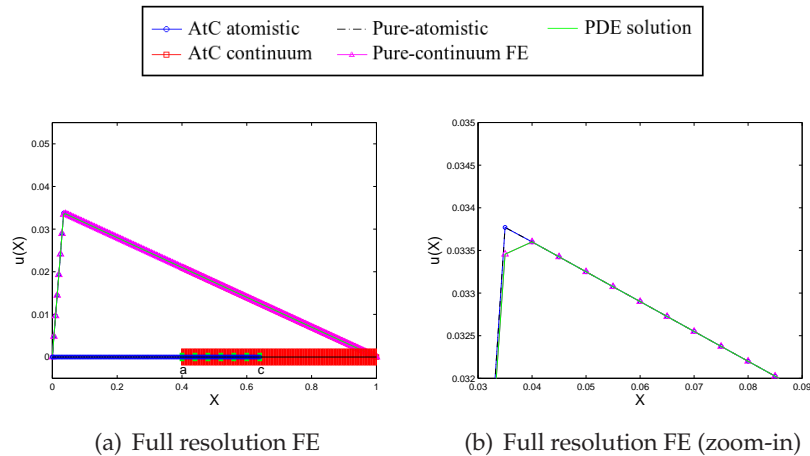 AtC atomistic
Pure-atomistic
PDE solution
AtC continuum
Pure-continuum FE
0.05
0.04
0.03
0.02
0.01
0
u(X)
0
0.2
0.4
0.6
0.8
1
a
c
X
(a) Full resolution FE
0.035
0.0345
0.034
0.0335
0.033
0.0325
0.032
u(X)
0.03
0.04
0.05
0.06
0.07
0.08
0.09
X
(b) Full resolution FE (zoom-in)